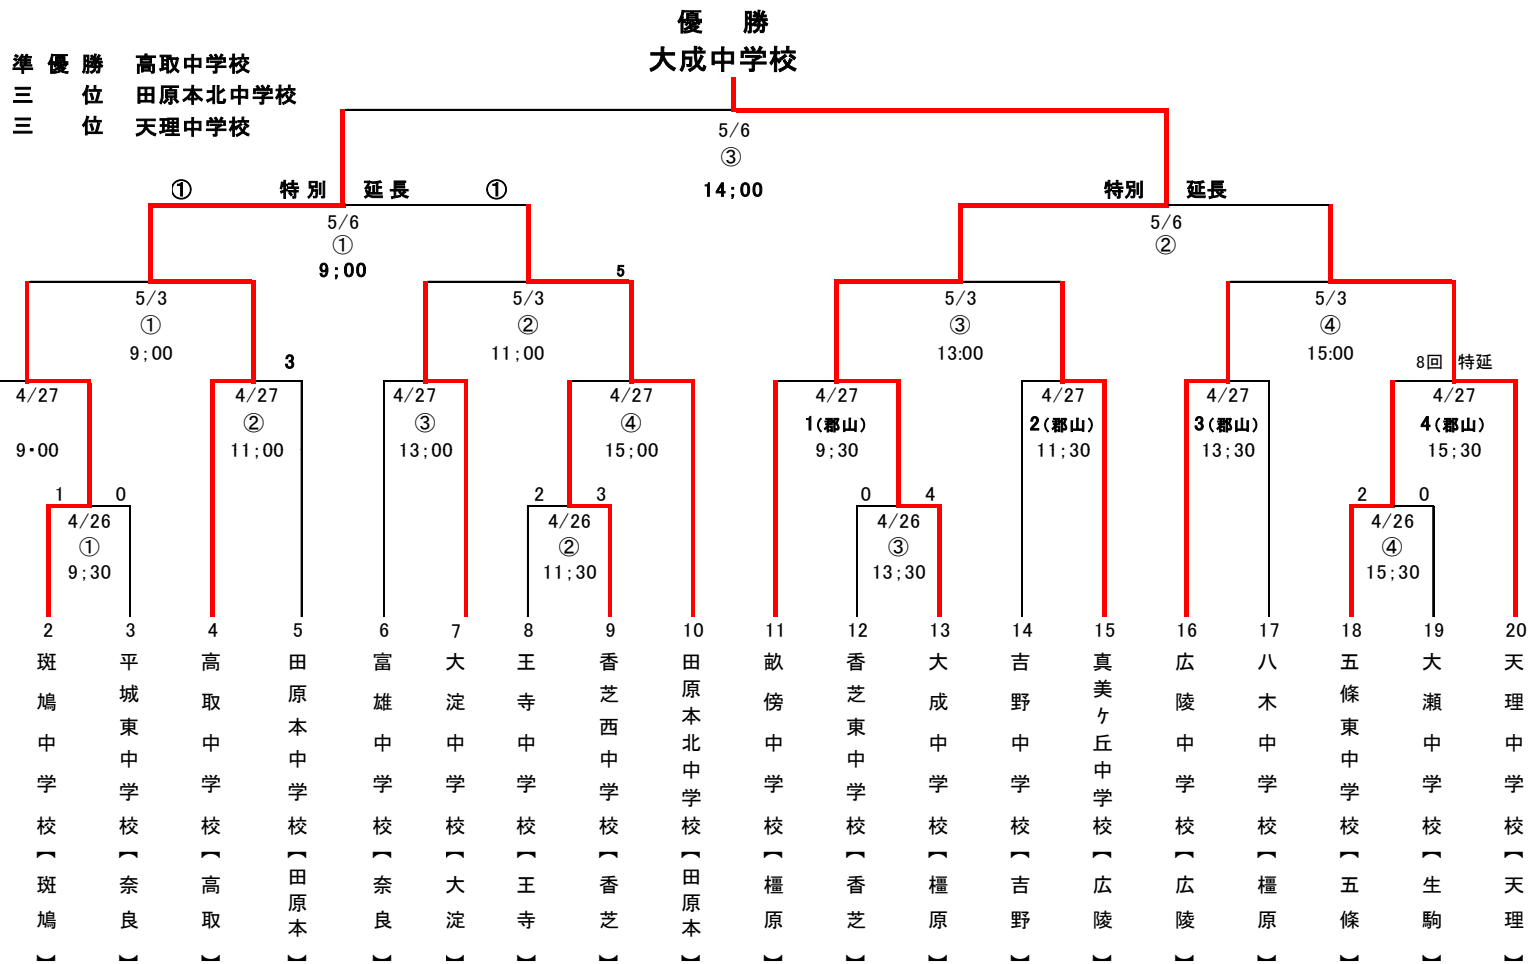 優 勝
大成中学校
準 優 勝 高取中学校
三 位 田原本北中学校
三 位 天理中学校
5/6
③
14;00
① 特 別 延 長 ①
特別 延長
5/6
①
9;00
5/6
②
5
5/3
①
9;00
5/3
②
11;00
5/3
③
13:00
5/3
④
15:00
3
8回 特延
4/27
9・00
4/27
②
11;00
4/27
③
13;00
4/27
④
15;00
4/27
1(郡山)
9;30
4/27
2(郡山)
11;30
4/27
3(郡山)
13;30
4/27
4(郡山)
15;30
1 0
4/26
①
9;30
2 3
4/26
②
11;30
0 4
4/26
③
13;30
2 0
4/26
④
15;30
2 斑鳩中学校【斑鳩】
3 平城東中学校【奈良】
4 高取中学校【高取】
5 田原本中学校【田原本】
6 富雄中学校【奈良】
7 大淀中学校【大淀】
8 王寺中学校【王寺】
9 香芝西中学校【香芝】
10 田原本北中学校【田原本】
11 畝傍中学校【橿原】
12 香芝東中学校【香芝】
13 大成中学校【橿原】
14 吉野中学校【吉野】
15 真美ヶ丘中学校【広陵】
16 広陵中学校【広陵】
17 八木中学校【橿原】
18 五條東中学校【五條】
19 大瀬中学校【生駒】
20 天理中学校【天理】